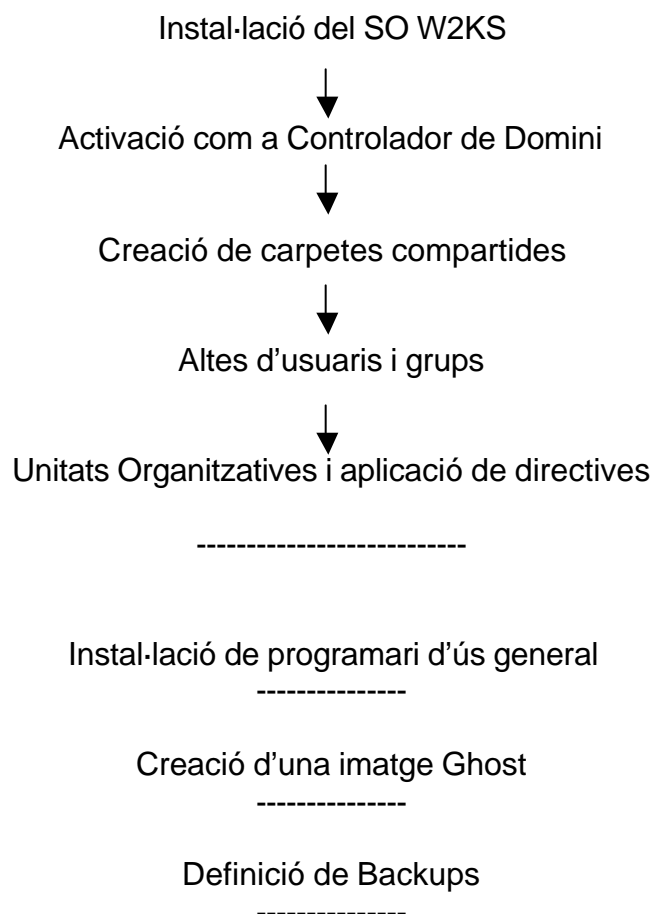 Instal·lació del SO W2KS
Activació com a Controlador de Domini
Creació de carpetes compartides
Altes d’usuaris i grups
Unitats Organitzatives i aplicació de directives
---------------------------
Instal·lació de programari d’ús general
---------------
Creació d’una imatge Ghost
---------------
Definició de Backups
---------------